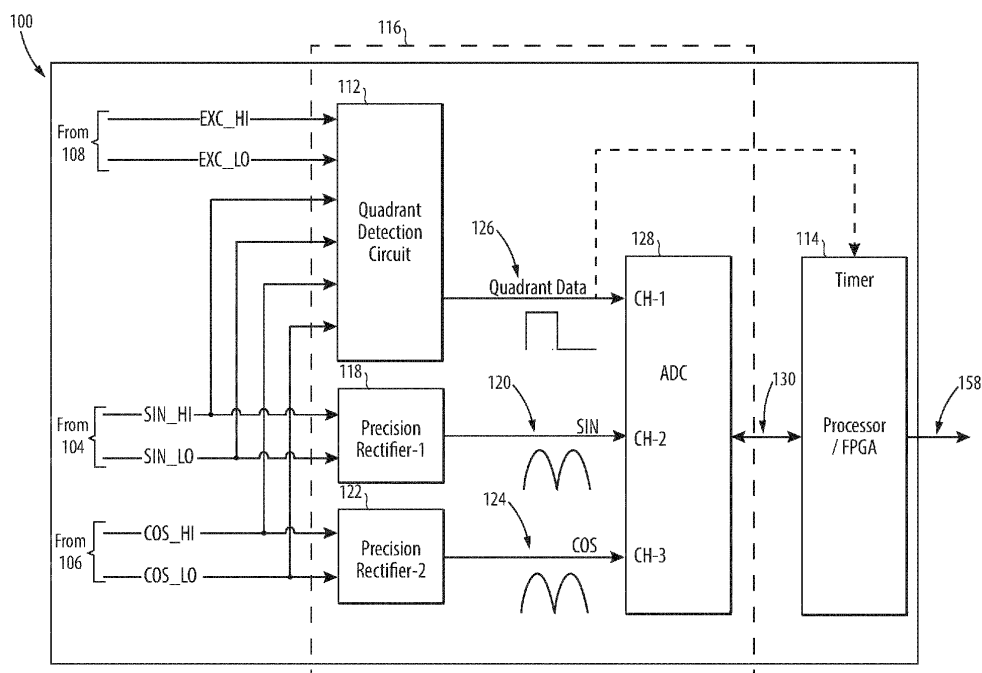 100
116
112
From
108
EXC_HI
EXC_LO
Quadrant
Detection
Circuit
126
Quadrant Data
128
CH-1
ADC
CH-2
CH-3
114
Timer
Processor
/ FPGA
130
158
118
From
104
SIN_HI
SIN_LO
Precision
Rectifier-1
120
SIN
122
From
106
COS_HI
COS_LO
Precision
Rectifier-2
124
COS